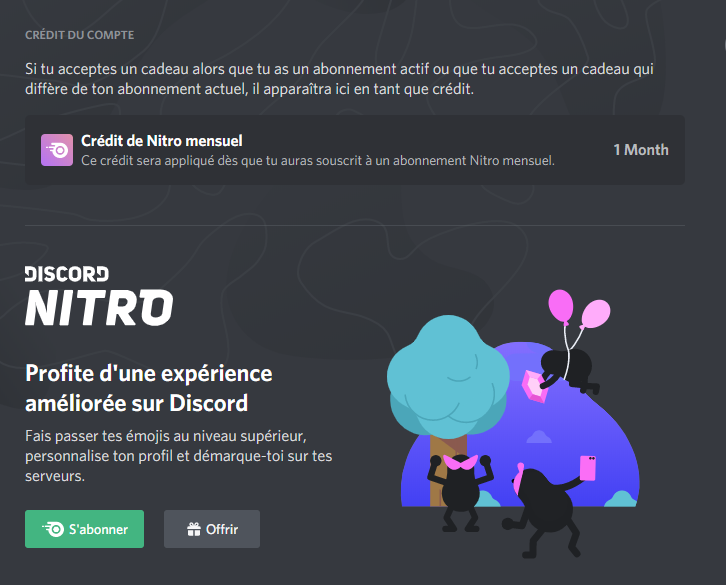 CRÉDIT DU COMPTE
Si tu acceptes un cadeau alors que tu as un abonnement actif ou que tu acceptes un cadeau qui
diffère de ton abonnement actuel, il apparaîtra ici en tant que crédit.
Crédit de Nitro mensuel
Ce crédit sera appliqué dès que tu auras souscrit à un abonnement Nitro mensuel.
1 Month
DISCORD
NITRO
Profite d'une expérience
améliorée sur Discord
Fais passer tes émojis au niveau supérieur,
personnalise ton profil et démarque-toi sur tes
serveurs.
S'abonner
Offrir